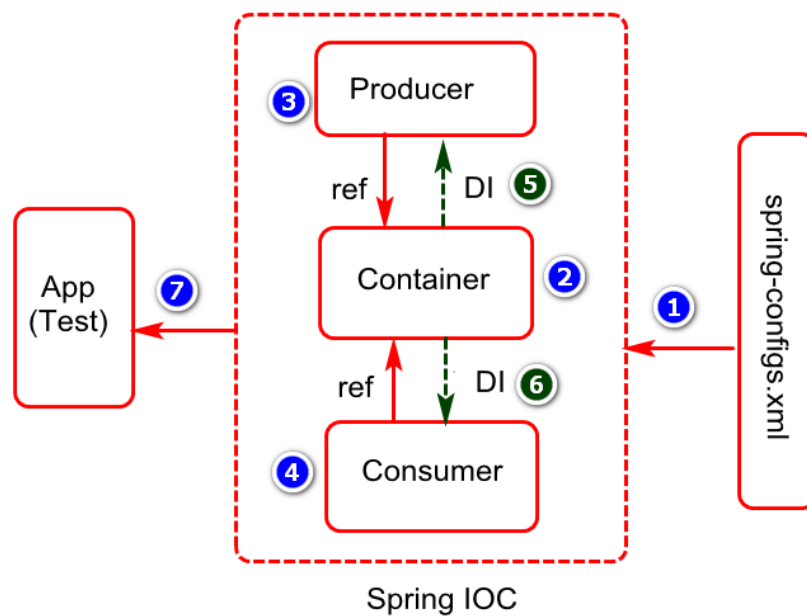 Producer
3
ref
DI
5
App
(Test)
7
Container
2
1
spring-configs.xml
ref
DI
6
4
Consumer
Spring IOC